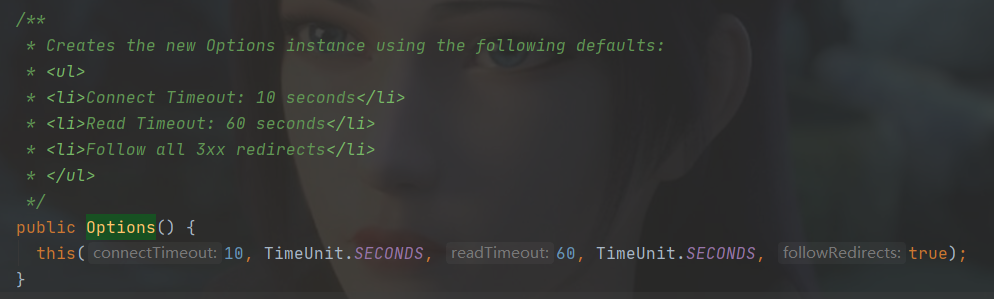 /**
 * Creates the new Options instance using the following defaults:
 * <ul>
 * <li>Connect Timeout: 10 seconds</li>
 * <li>Read Timeout: 60 seconds</li>
 * <li>Follow all 3xx redirects</li>
 * </ul>
 */
public Options() {
  this( connectTimeout: 10, TimeUnit.SECONDS, readTimeout: 60, TimeUnit.SECONDS, followRedirects: true);
}